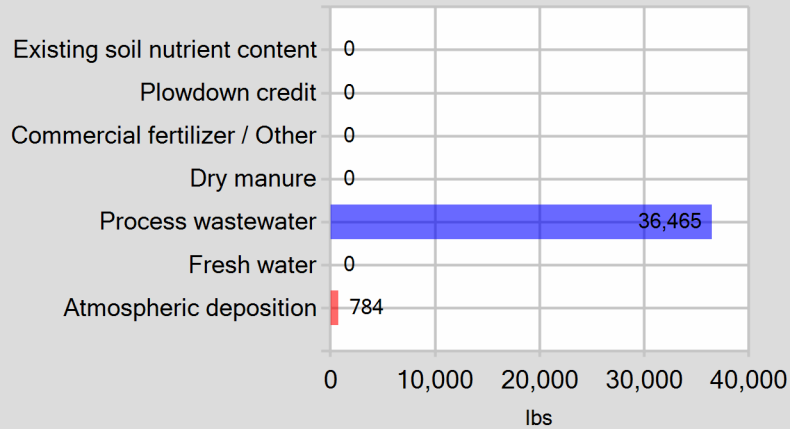 Existing soil nutrient content 0
Plowdown credit 0
Commercial fertilizer / Other 0
Dry manure 0
Process wastewater 36,465
Fresh water 0
Atmospheric deposition 784
0 10,000 20,000 30,000 40,000
lbs